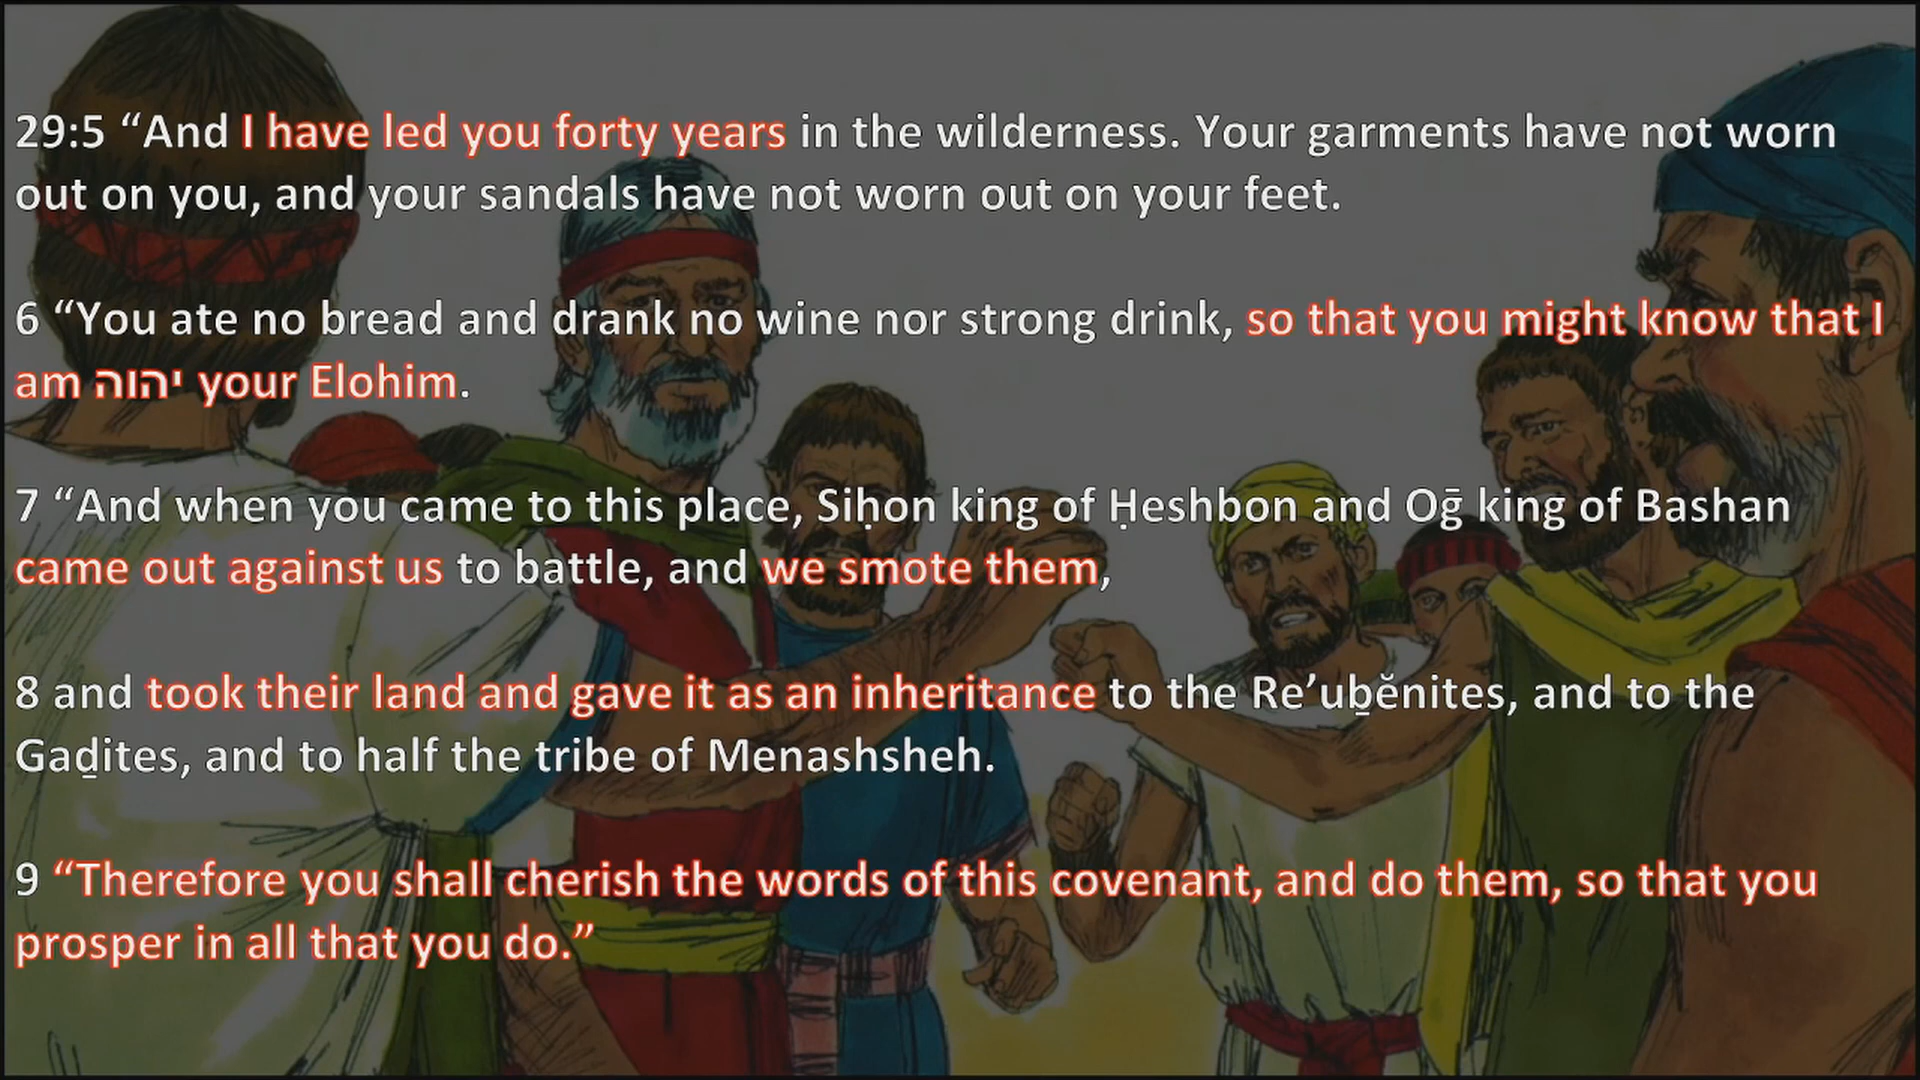 29:5 “And I have led you forty years in the wilderness. Your garments have not worn
out on you, and your sandals have not worn out on your feet.
6 “You ate no bread and drank no wine nor strong drink, so that you might know that I
am יהוה your Elohim.
7 “And when you came to this place, Siḥon king of Ḥeshbon and Oḡ king of Bashan
came out against us to battle, and we smote them,
8 and took their land and gave it as an inheritance to the Re’uḇĕnites, and to the
Gaḏites, and to half the tribe of Menashsheh.
9 “Therefore you shall cherish the words of this covenant, and do them, so that you
prosper in all that you do.”